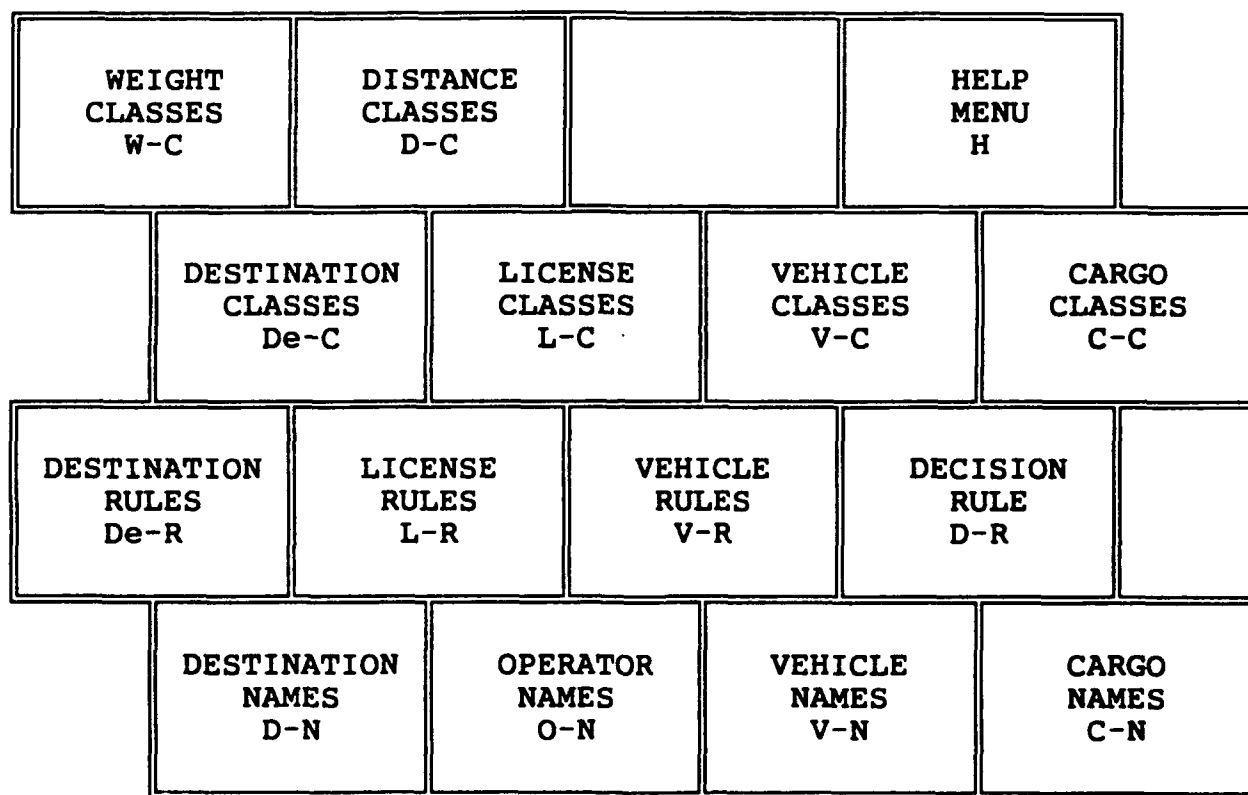 WEIGHT
CLASSES
W-C
DISTANCE
CLASSES
D-C
HELP
MENU
H
DESTINATION
CLASSES
De-C
LICENSE
CLASSES
L-C
VEHICLE
CLASSES
V-C
CARGO
CLASSES
C-C
DESTINATION
RULES
De-R
LICENSE
RULES
L-R
VEHICLE
RULES
V-R
DECISION
RULE
D-R
DESTINATION
NAMES
D-N
OPERATOR
NAMES
O-N
VEHICLE
NAMES
V-N
CARGO
NAMES
C-N